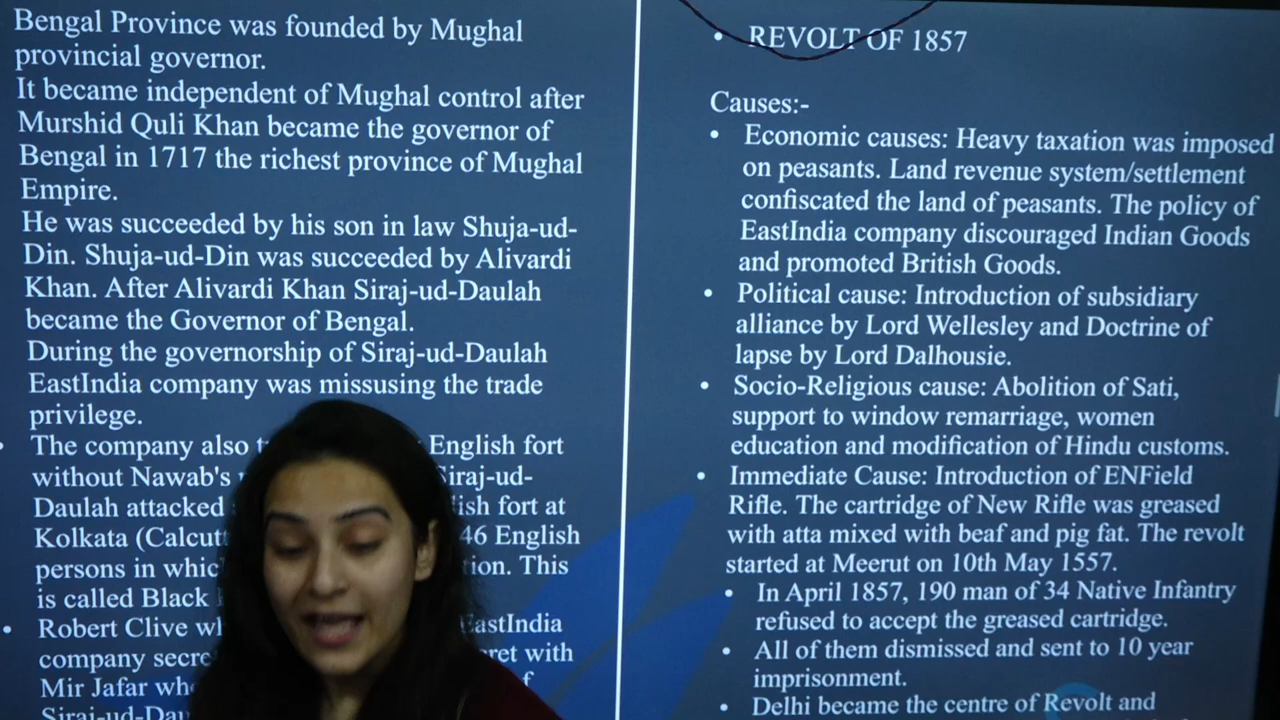 Bengal Province was founded by Mughal
provincial governor.
It became independent of Mughal control after
Murshid Quli Khan became the governor of
Bengal in 1717 the richest province of Mughal
Empire.
He was succeeded by his son in law Shuja-ud-
Din. Shuja-ud-Din was succeeded by Alivardi
Khan. After Alivardi Khan Siraj-ud-Daulah
became the Governor of Bengal.
During the governorship of Siraj-ud-Daulah
EastIndia company was missusing the trade
privilege.
• The company also English fort
without Nawab's Siraj-ud-
Daulah attacked fort at
Kolkata 46 English
persons in This
is called Black
• Robert Clive EastIndia
company with
Mir Jafar
• REVOLT OF 1857
Causes:-
• Economic causes: Heavy taxation was imposed
on peasants. Land revenue system/settlement
confiscated the land of peasants. The policy of
EastIndia company discouraged Indian Goods
and promoted British Goods.
• Political cause: Introduction of subsidiary
alliance by Lord Wellesley and Doctrine of
lapse by Lord Dalhousie.
• Socio-Religious cause: Abolition of Sati,
support to window remarriage, women
education and modification of Hindu customs.
• Immediate Cause: Introduction of ENField
Rifle. The cartridge of New Rifle was greased
with atta mixed with beaf and pig fat. The revolt
started at Meerut on 10th May 1557.
• In April 1857, 190 man of 34 Native Infantry
refused to accept the greased cartridge.
• All of them dismissed and sent to 10 year
imprisonment.
• Delhi became the centre of Revolt and